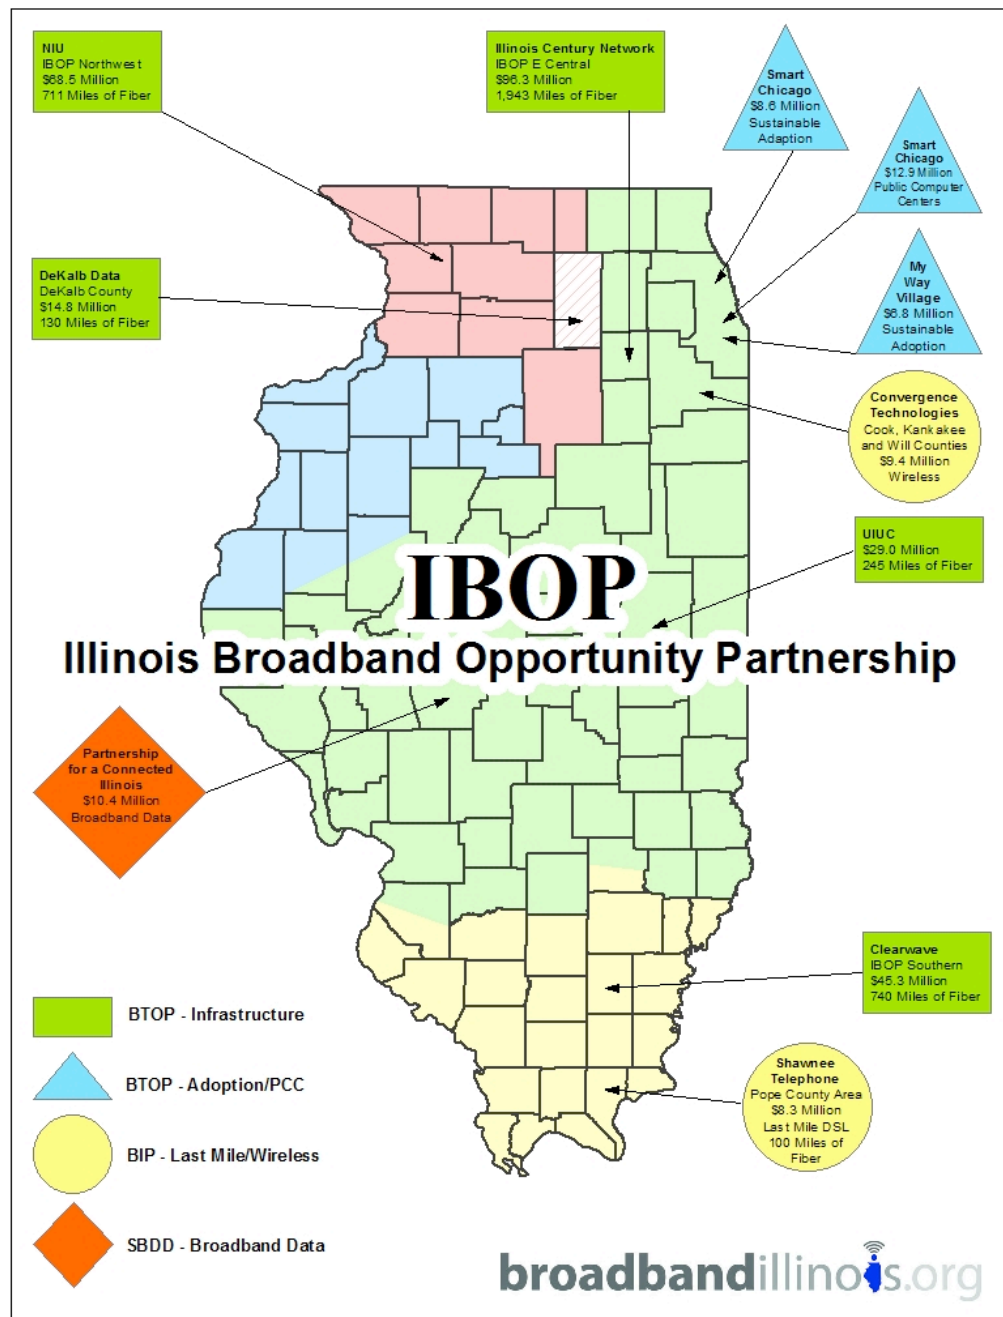 NIU
IBOP Northwest
$68.5 Million
711 Miles of Fiber
Illinois Century Network
IBOP E Central
$96.3 Million
1,943 Miles of Fiber
Smart
Chicago
$8.6 Million
Sustainable
Adaption
Smart
Chicago
$12.9 Million
Public Computer
Centers
DeKalb Data
DeKalb County
$14.8 Million
130 Miles of Fiber
My
Way
Village
$6.8 Million
Sustainable
Adoption
Convergence
Technologies
Cook, Kankakee
and Will Counties
$9.4 Million
Wireless
UIUC
$29.0 Million
245 Miles of Fiber
IBOP
Illinois Broadband Opportunity Partnership
Partnership
for a Connected
Illinois
$10.4 Million
Broadband Data
Clearwave
IBOP Southern
$45.3 Million
740 Miles of Fiber
Shawnee
Telephone
Pope County Area
$8.3 Million
Last Mile DSL
100 Miles of
Fiber
BTOP - Infrastructure
BTOP - Adoption/PCC
BIP - Last Mile/Wireless
SBDD - Broadband Data
broadbandillinois.org